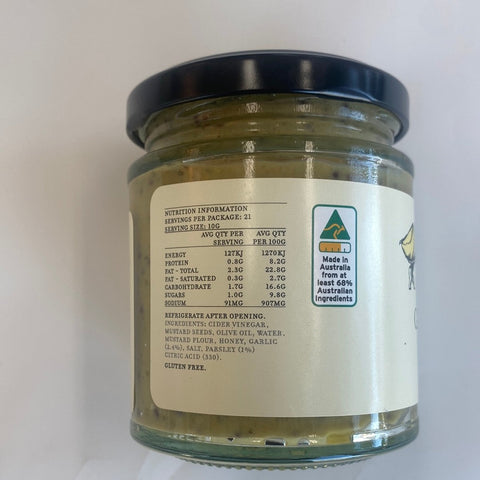 NUTRITION INFORMATION
SERVINGS PER PACKAGE: 21
SERVING SIZE: 10G
AVG QTY PER SERVING AVG QTY PER 100G
ENERGY 127KJ 1270KJ
PROTEIN 0.8G 8.2G
FAT - TOTAL 2.3G 22.8G
FAT - SATURATED 0.3G 2.7G
CARBOHYDRATE 1.7G 16.6G
SUGARS 1.0G 9.8G
SODIUM 91MG 907MG
REFRIGERATE AFTER OPENING.
INGREDIENTS: CIDER VINEGAR,
MUSTARD SEEDS, OLIVE OIL, WATER,
MUSTARD FLOUR, HONEY, GARLIC
(2.4%), SALT, PARSLEY (1%)
CITRIC ACID (330).
GLUTEN FREE.
Made in
Australia
from at
least 68%
Australian
Ingredients